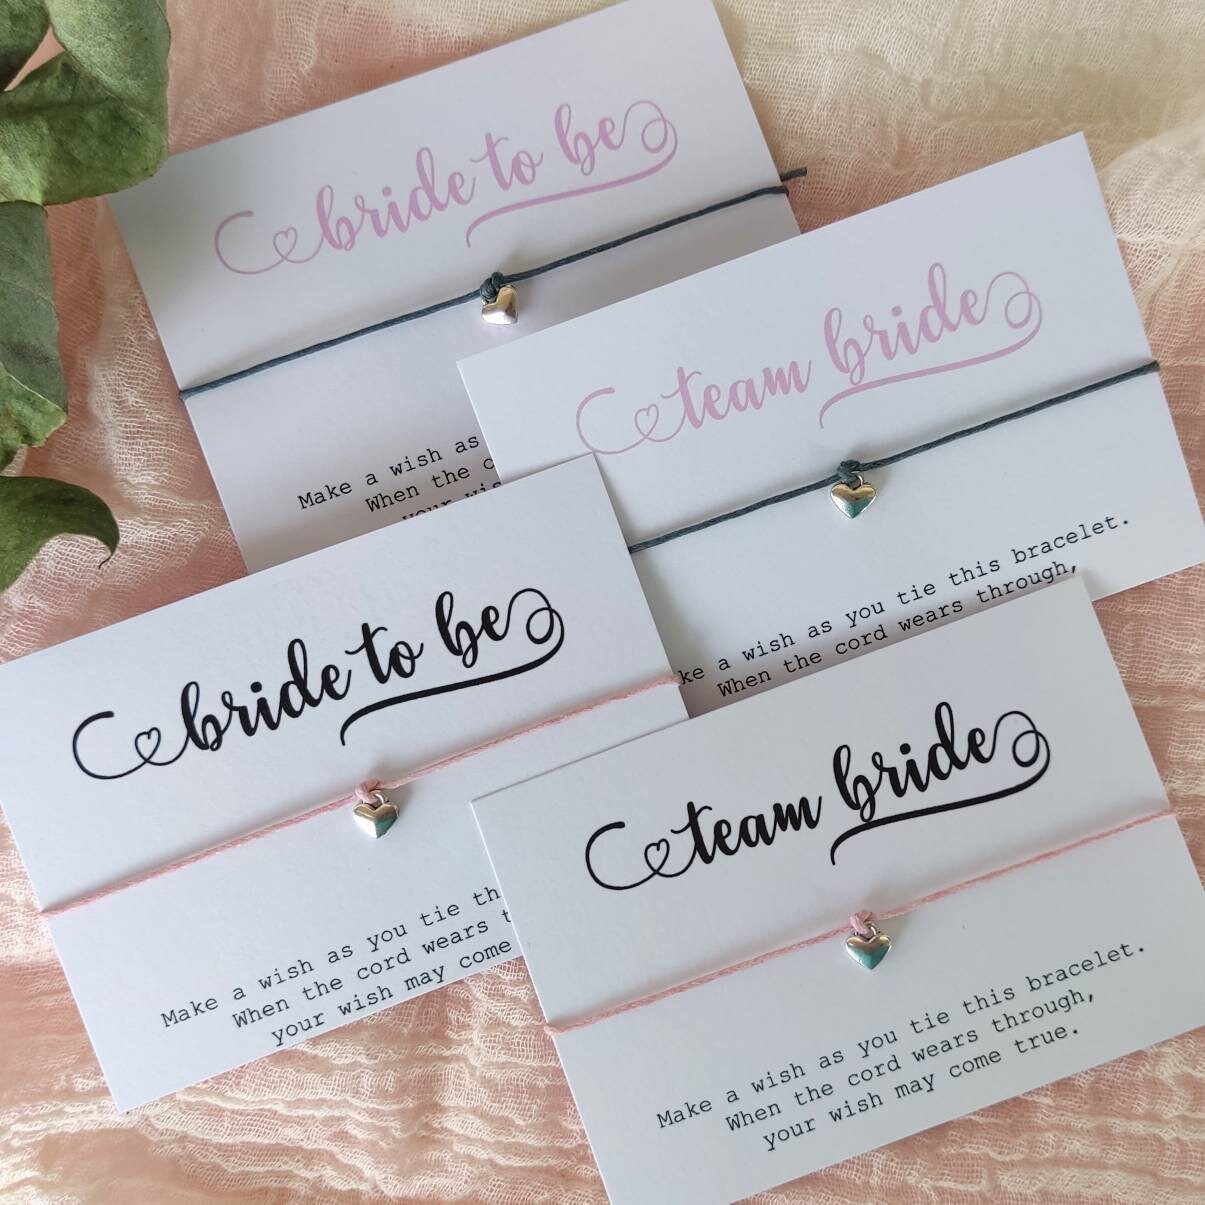 bride to be
Make a wish as
When the
your wis
team bride
ke a wish as you tie this bracelet.
When the cord wears through,
bride to be
Make a wish as you tie th
When the cord wears
your wish may come
team bride
Make a wish as you tie this bracelet.
When the cord wears through,
your wish may come true.